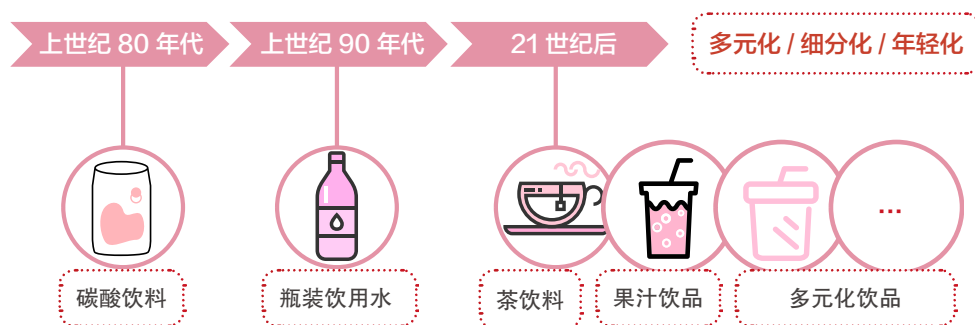 上世纪 80 年代
上世纪 90 年代
21 世纪后
多元化 / 细分化 / 年轻化
...
碳酸饮料
瓶装饮用水
茶饮料
果汁饮品
多元化饮品